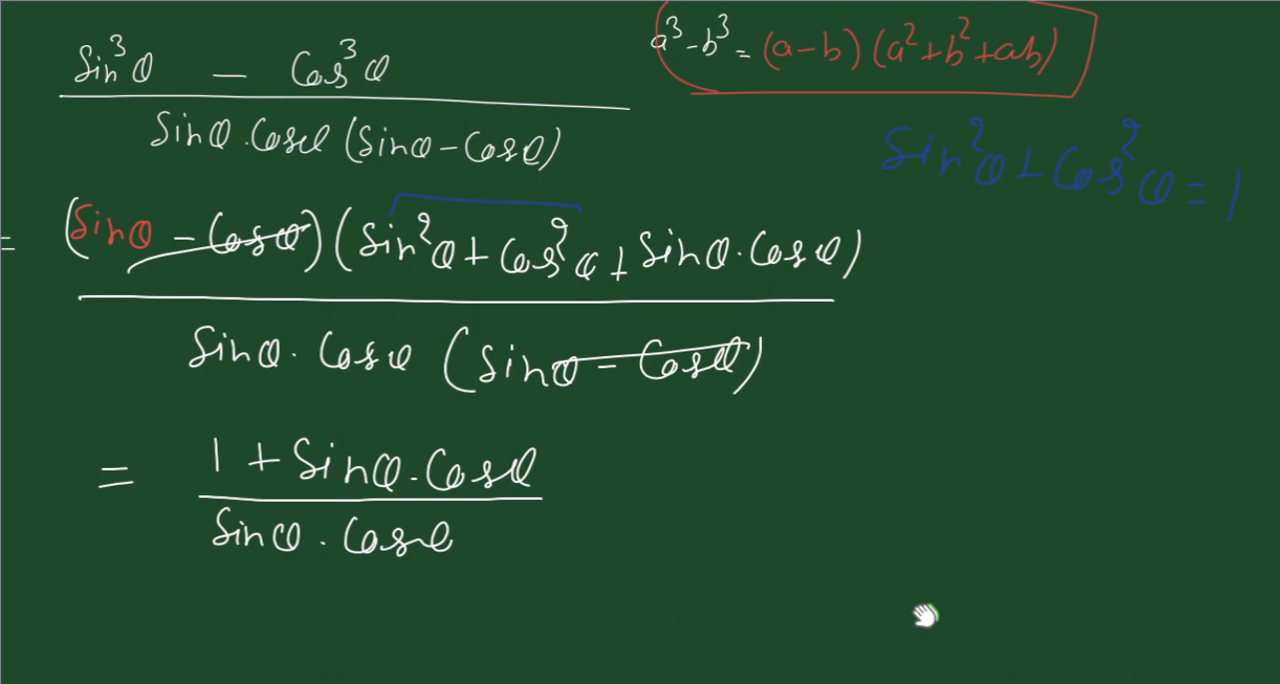 Sin³θ - Cos³θ
a³-b³ = (a-b) (a²+b²+ab)
Sinθ.Cosθ (Sinθ-Cosθ)
Sin²θ+Cos²θ=1
= (Sinθ - Cosθ) (Sin²θ+Cos²θ+Sinθ.Cosθ)
Sinθ. Cosθ (Sinθ - Cosθ)
= 1 + Sinθ.Cosθ
Sinθ . Cosθ